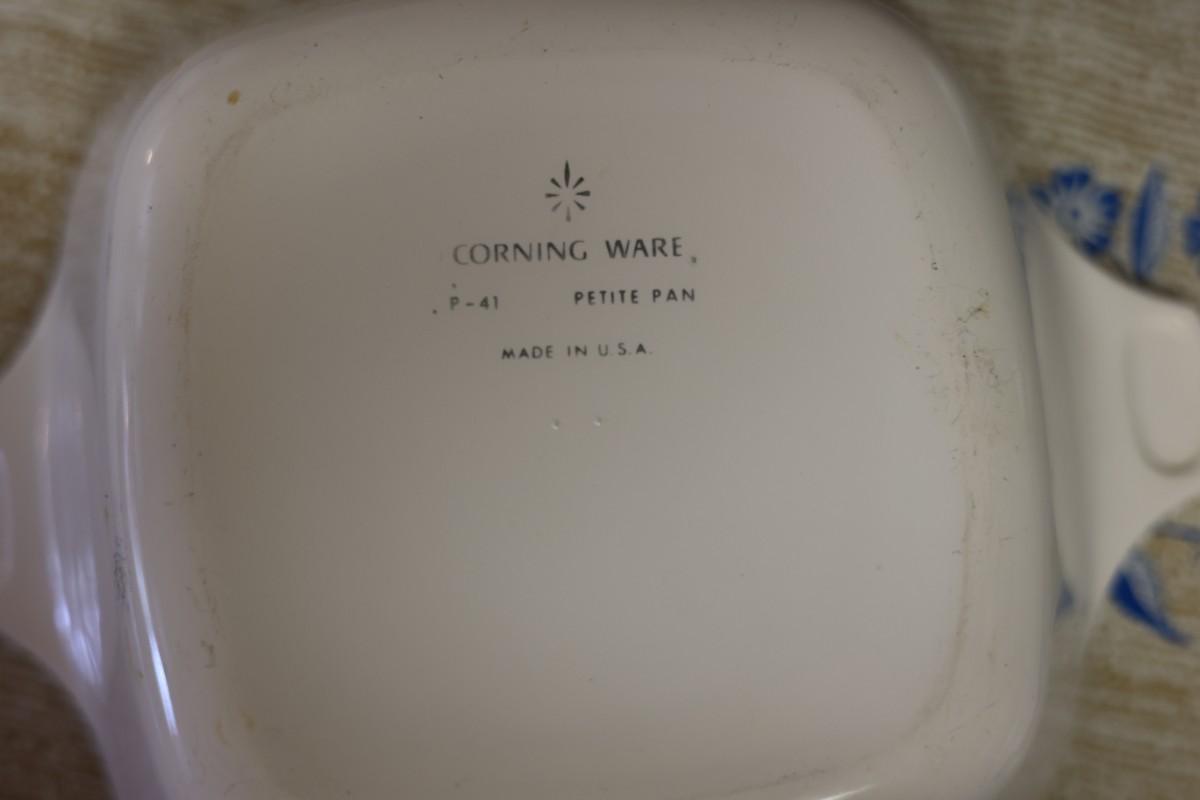 CORNING WARE
P-41 PETITE PAN
MADE IN U.S.A.